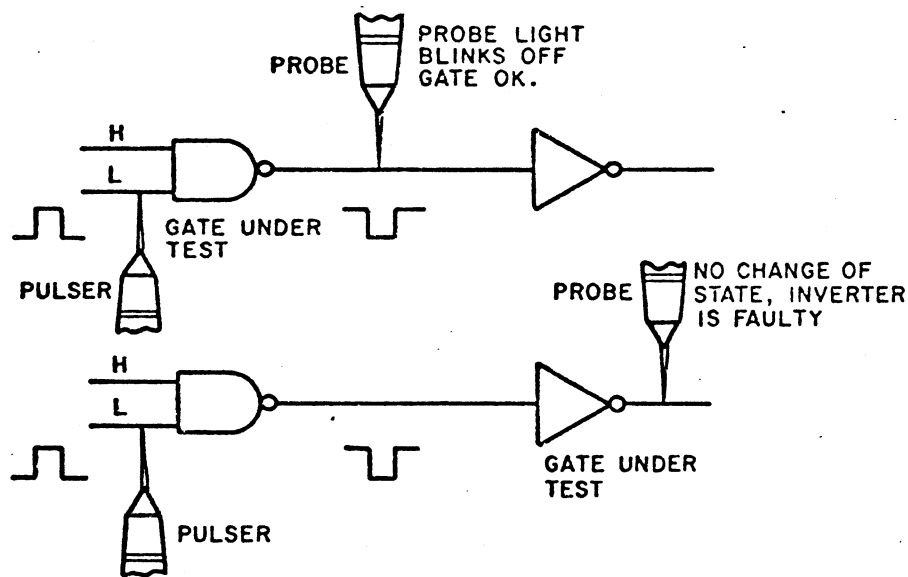 PROBE
PROBE LIGHT
BLINKS OFF
GATE OK.
H
L
GATE UNDER
TEST
PULSER
PROBE
NO CHANGE OF
STATE, INVERTER
IS FAULTY
H
L
GATE UNDER
TEST
PULSER